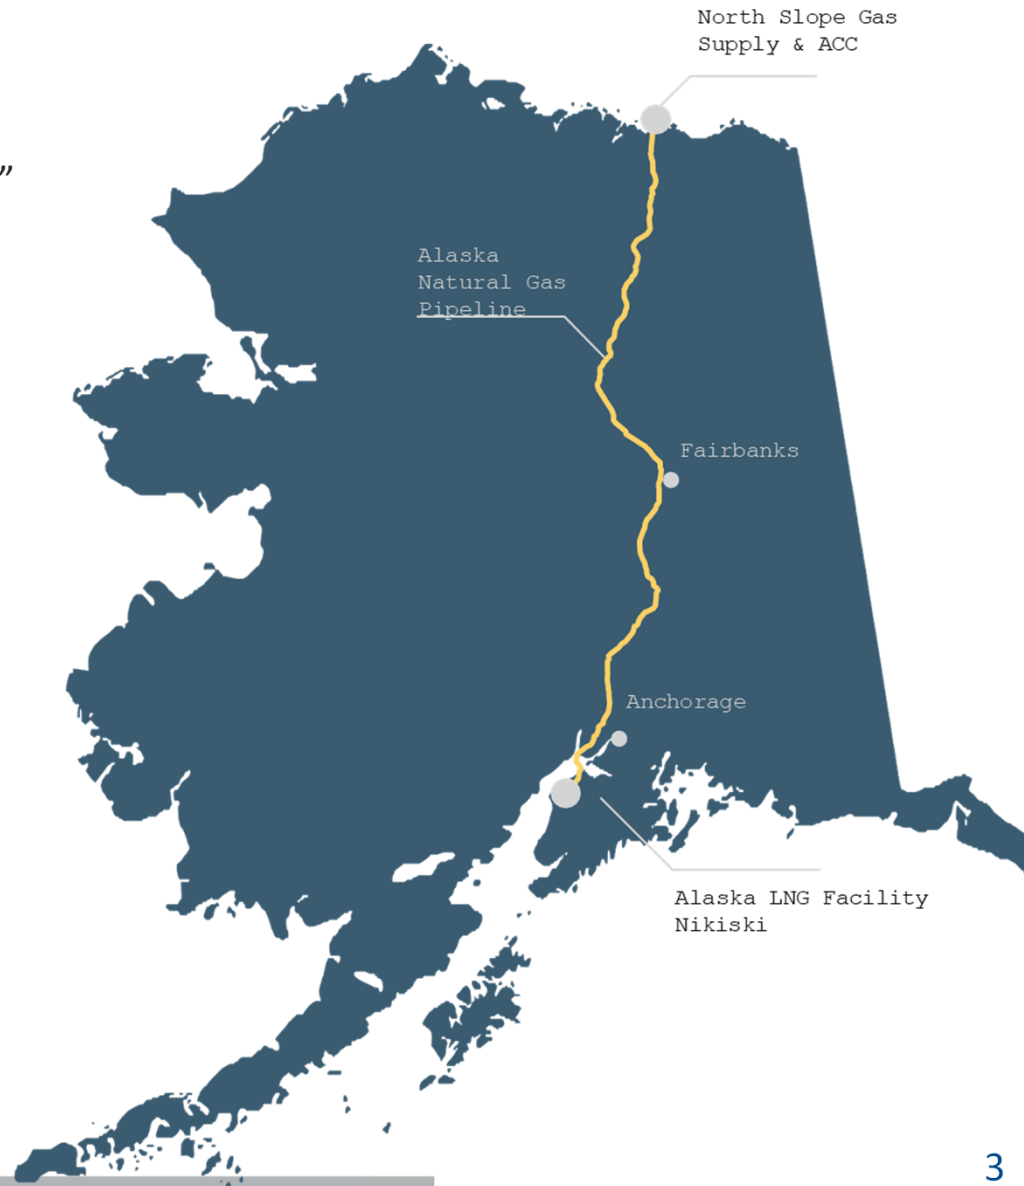 North Slope Gas
Supply & ACC
”
Alaska
Natural Gas
Pipeline
Fairbanks
Anchorage
Alaska LNG Facility
Nikiski
3